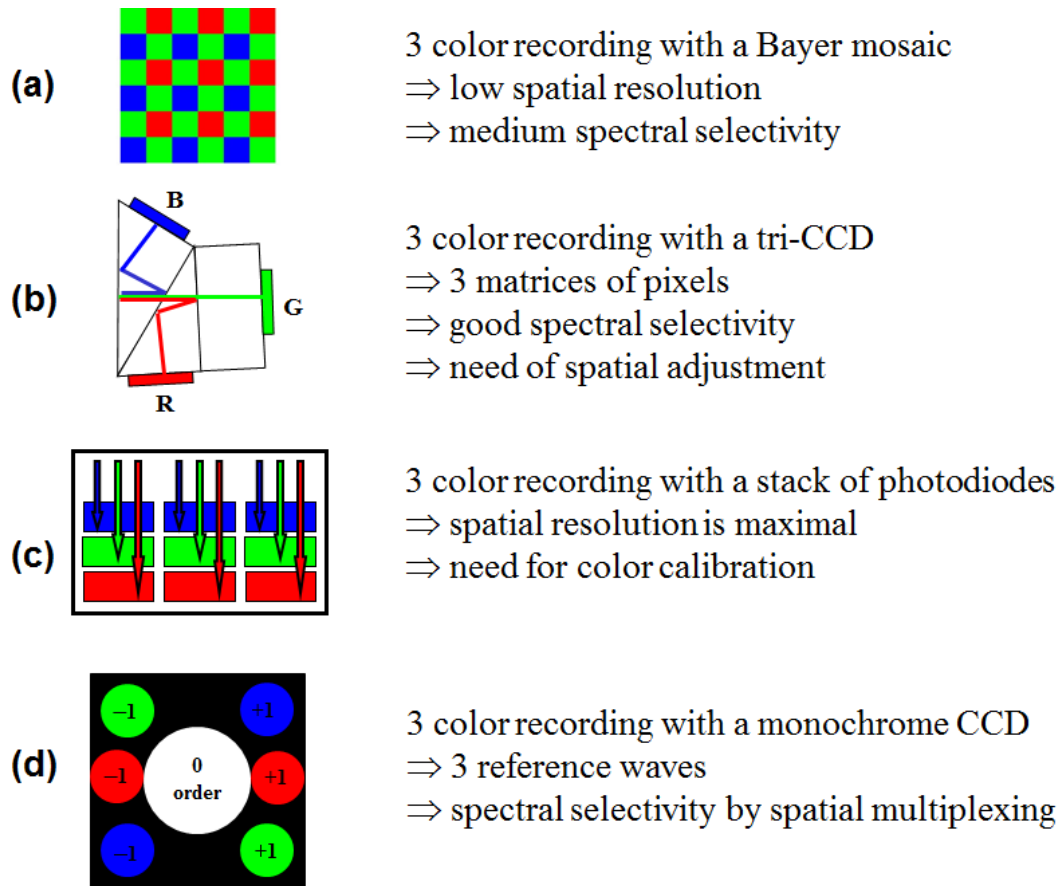 (a)
3 color recording with a Bayer mosaic
⇒ low spatial resolution
⇒ medium spectral selectivity
(b)
B
G
R
3 color recording with a tri-CCD
⇒ 3 matrices of pixels
⇒ good spectral selectivity
⇒ need of spatial adjustment
(c)
3 color recording with a stack of photodiodes
⇒ spatial resolution is maximal
⇒ need for color calibration
(d)
−1 +1
−1 0 +1
order
−1 +1
3 color recording with a monochrome CCD
⇒ 3 reference waves
⇒ spectral selectivity by spatial multiplexing